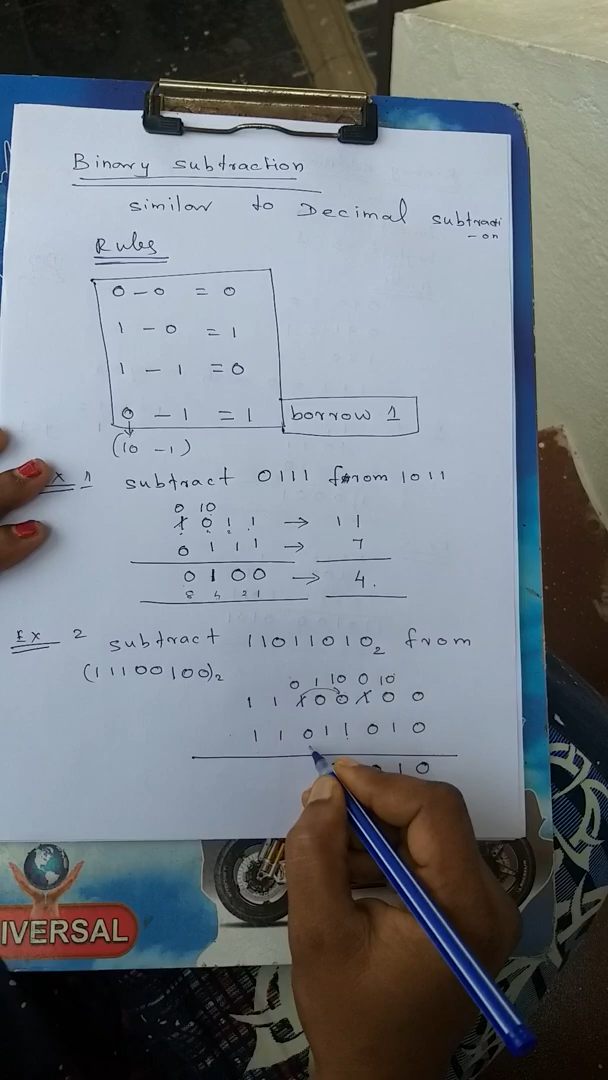 Binary subtraction
similar to Decimal subtracti
-on
Rules
0 - 0 = 0
1 - 0 = 1
1 - 1 = 0
0 - 1 = 1 borrow 1
(10 - 1)
1 subtract 0111 from 1011
0 10
1 0 1 1 → 11
0 1 1 1 → 7
0 1 0 0 → 4.
8 4 2 1
Ex 2 subtract 11011010₂ from
(11100100)₂
0 1 10 0 10
1 1 1 0 0 1 0 0
1 1 0 1 1 0 1 0
0 1 0
IVERSAL